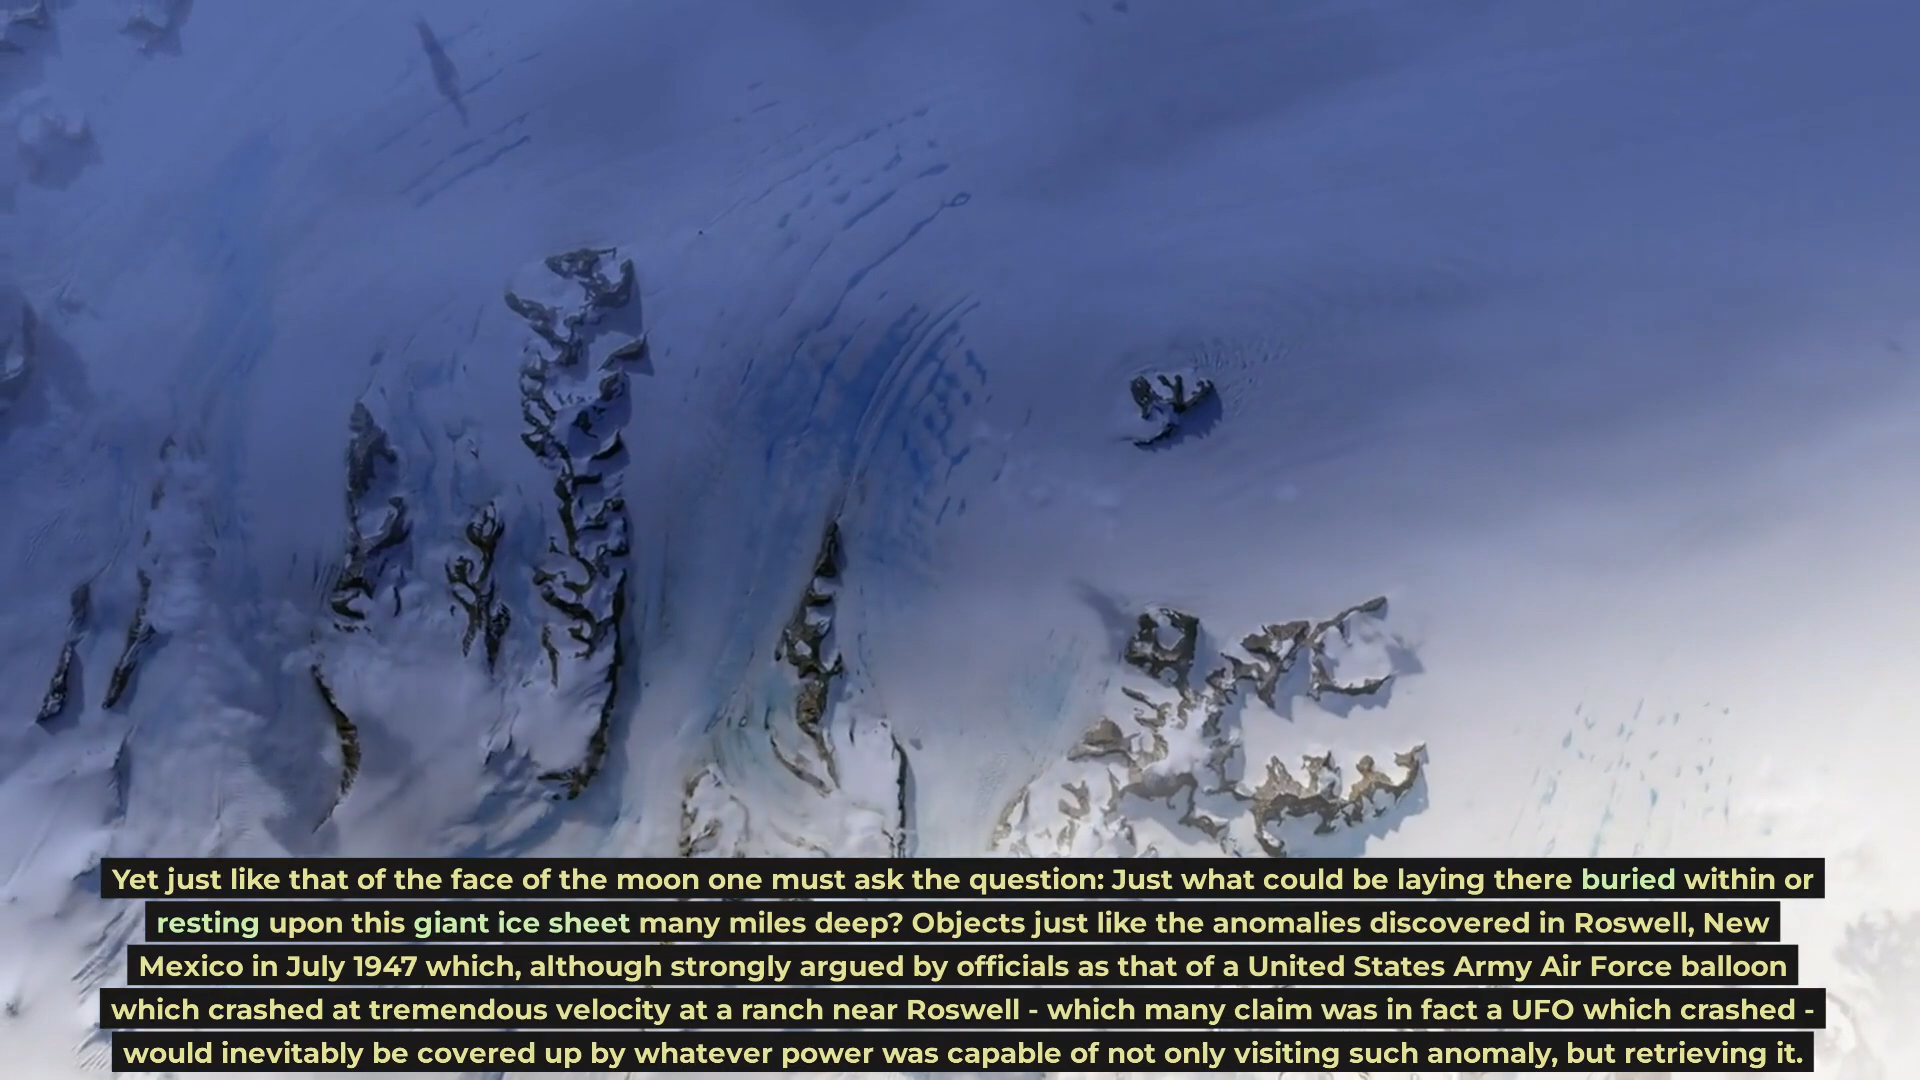 Yet just like that of the face of the moon one must ask the question: Just what could be laying there buried within or
resting upon this giant ice sheet many miles deep? Objects just like the anomalies discovered in Roswell, New
Mexico in July 1947 which, although strongly argued by officials as that of a United States Army Air Force balloon
which crashed at tremendous velocity at a ranch near Roswell - which many claim was in fact a UFO which crashed -
would inevitably be covered up by whatever power was capable of not only visiting such anomaly, but retrieving it.